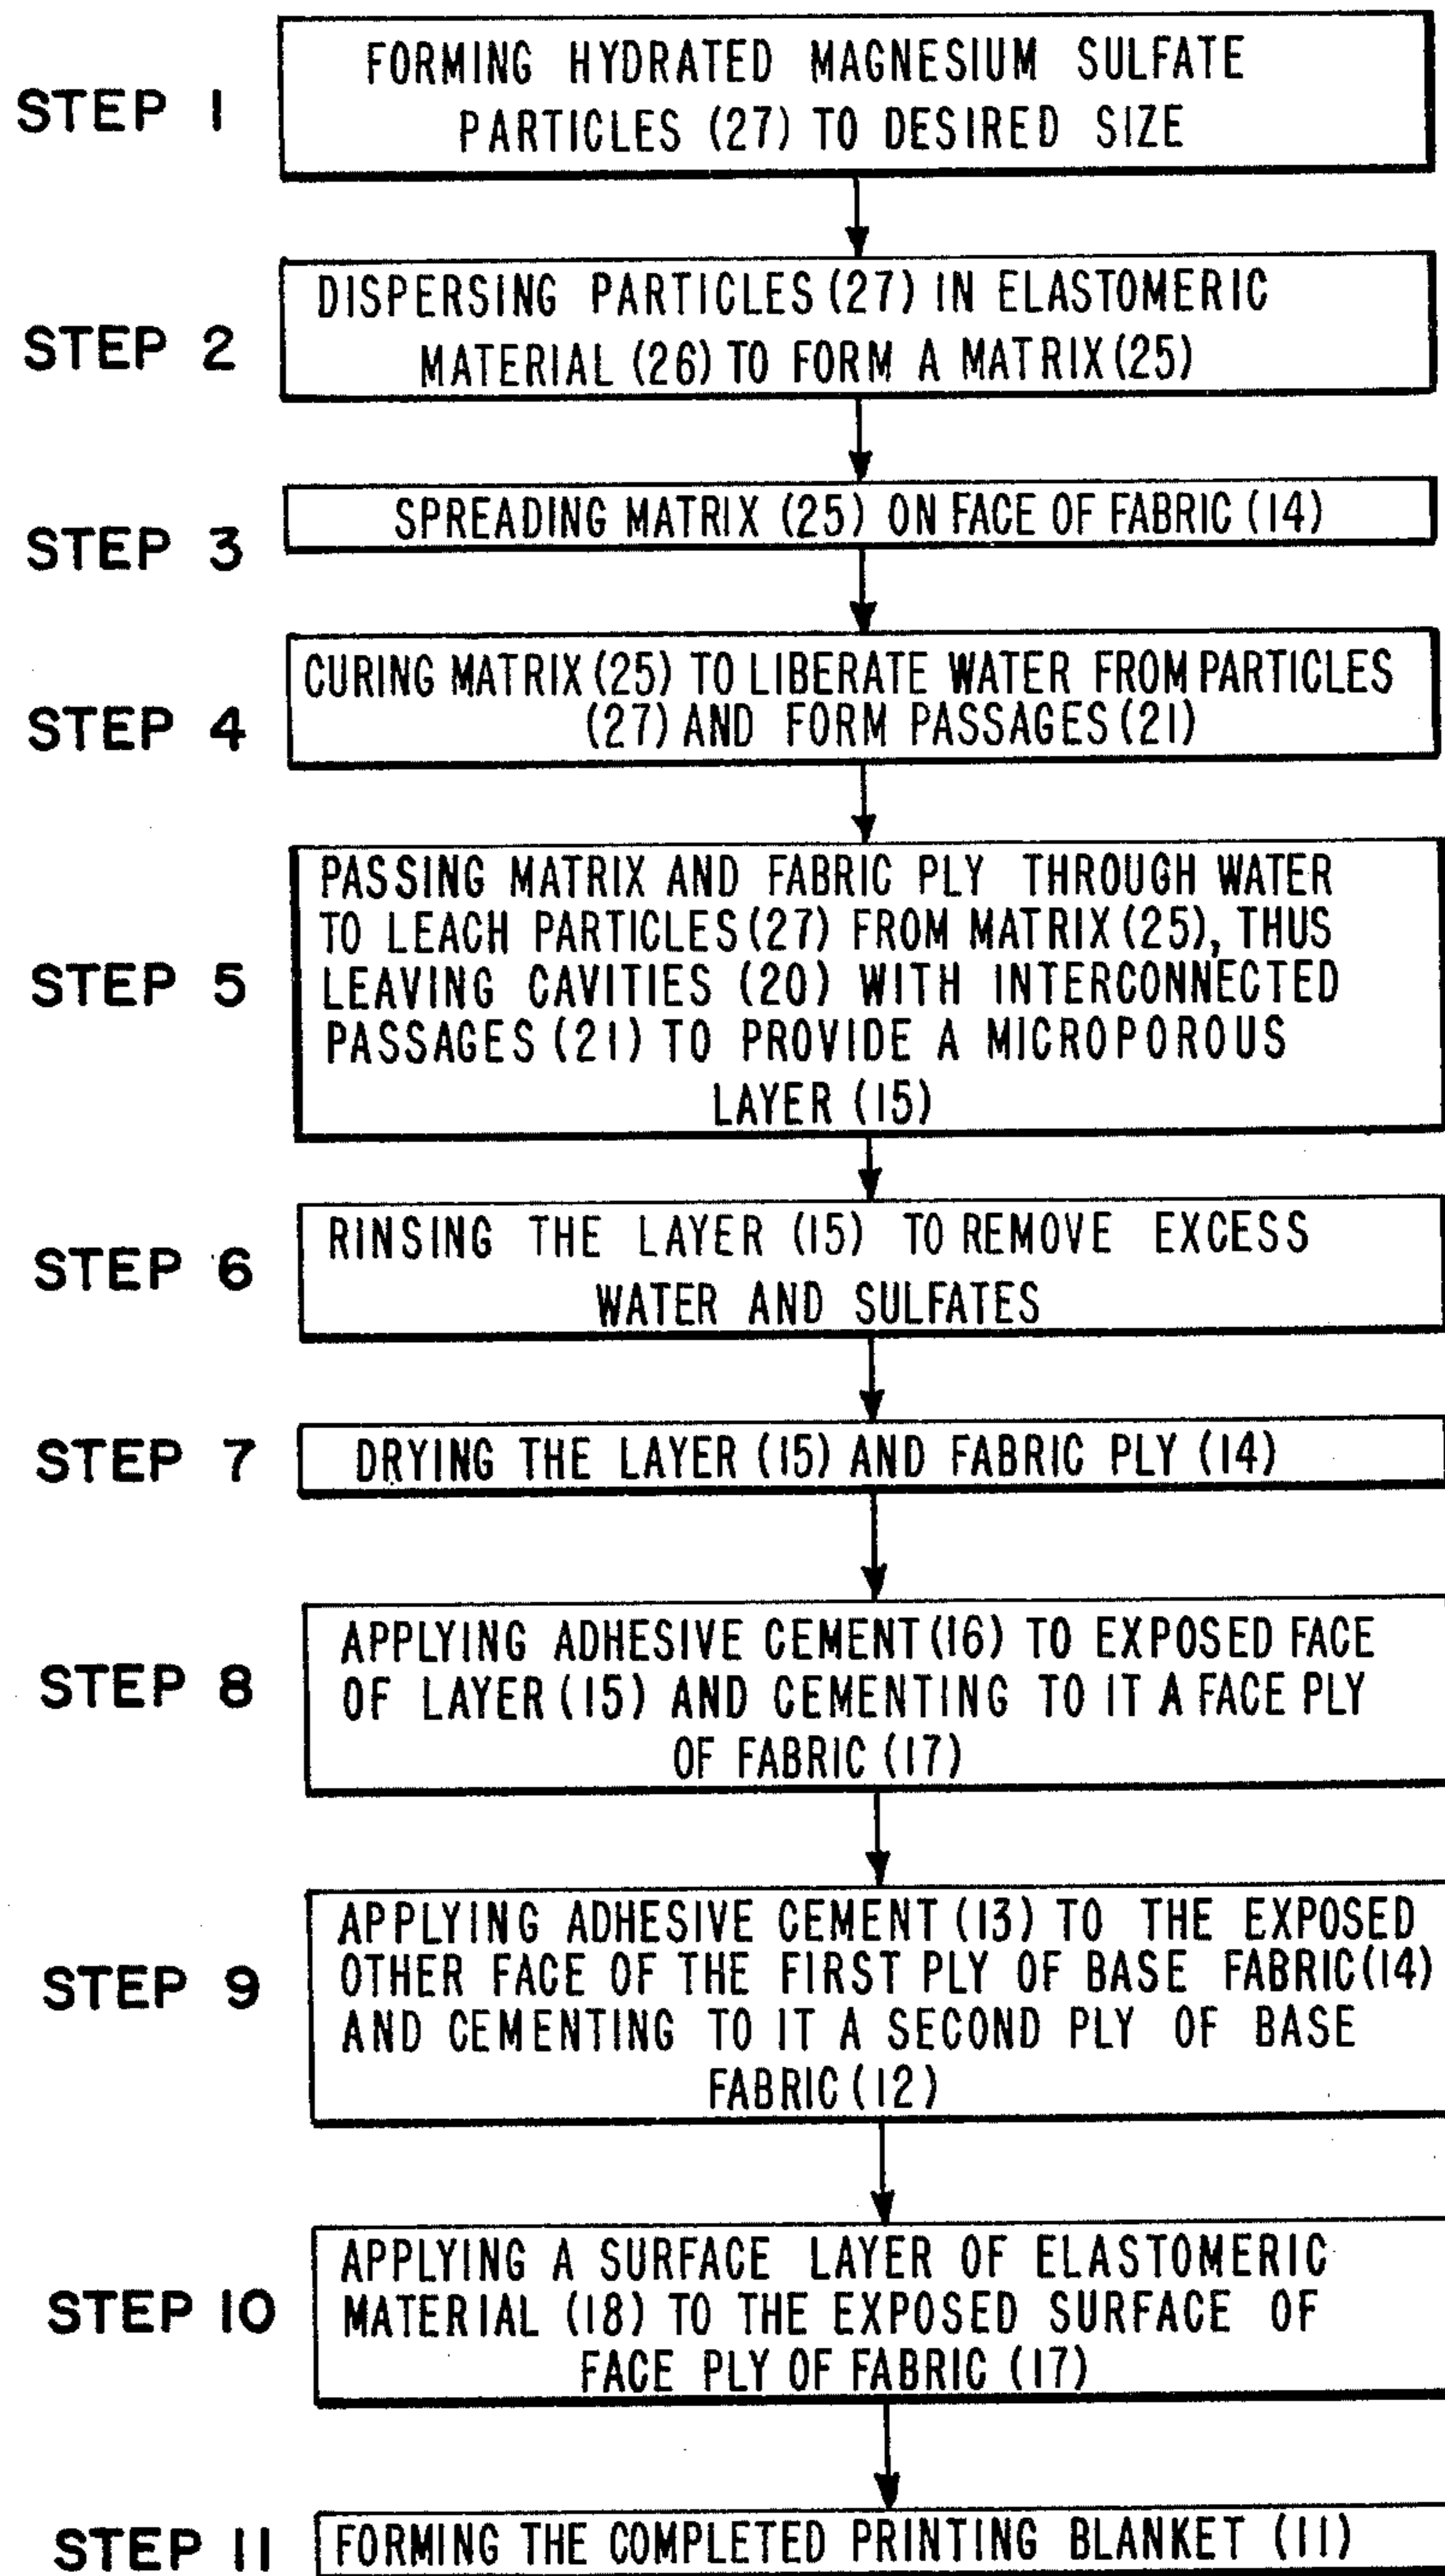 STEP 1
FORMING HYDRATED MAGNESIUM SULFATE
PARTICLES (27) TO DESIRED SIZE
STEP 2
DISPERSING PARTICLES (27) IN ELASTOMERIC
MATERIAL (26) TO FORM A MATRIX (25)
STEP 3
SPREADING MATRIX (25) ON FACE OF FABRIC (14)
STEP 4
CURING MATRIX (25) TO LIBERATE WATER FROM PARTICLES
(27) AND FORM PASSAGES (21)
STEP 5
PASSING MATRIX AND FABRIC PLY THROUGH WATER
TO LEACH PARTICLES (27) FROM MATRIX (25), THUS
LEAVING CAVITIES (20) WITH INTERCONNECTED
PASSAGES (21) TO PROVIDE A MICROPOROUS
LAYER (15)
STEP 6
RINSING THE LAYER (15) TO REMOVE EXCESS
WATER AND SULFATES
STEP 7
DRYING THE LAYER (15) AND FABRIC PLY (14)
STEP 8
APPLYING ADHESIVE CEMENT (16) TO EXPOSED FACE
OF LAYER (15) AND CEMENTING TO IT A FACE PLY
OF FABRIC (17)
STEP 9
APPLYING ADHESIVE CEMENT (13) TO THE EXPOSED
OTHER FACE OF THE FIRST PLY OF BASE FABRIC (14)
AND CEMENTING TO IT A SECOND PLY OF BASE
FABRIC (12)
STEP 10
APPLYING A SURFACE LAYER OF ELASTOMERIC
MATERIAL (18) TO THE EXPOSED SURFACE OF
FACE PLY OF FABRIC (17)
STEP 11
FORMING THE COMPLETED PRINTING BLANKET (11)